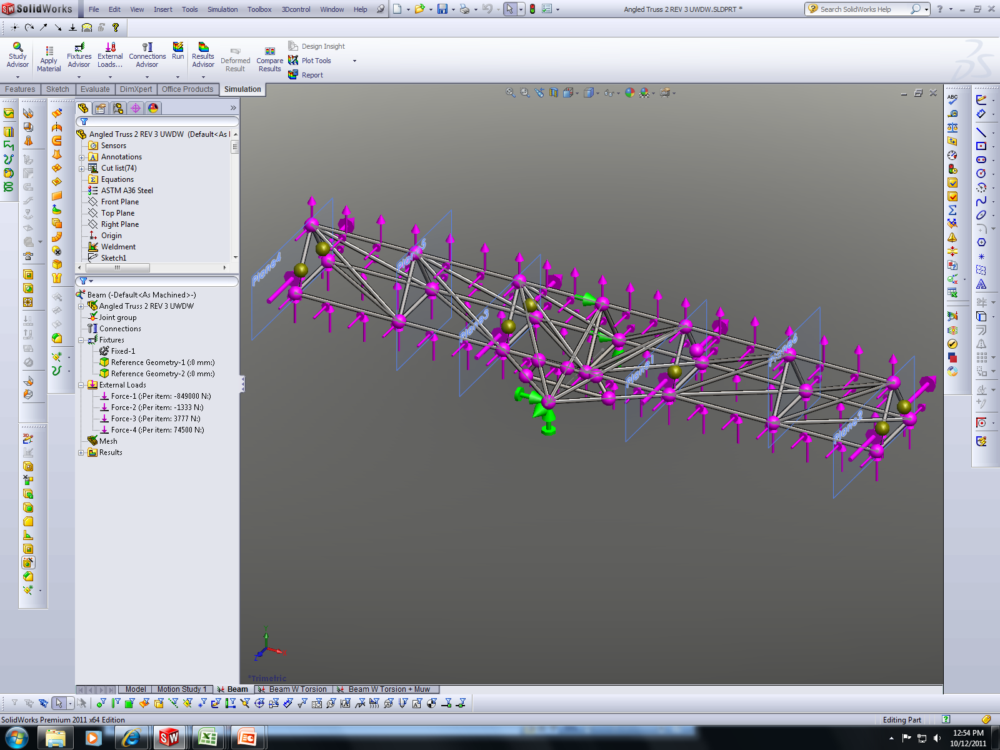 SolidWorks
File Edit View Insert Tools Simulation Toolbox 3Dcontrol Window Help
Angled Truss 2 REV 3 UWDW.SLDPRT *
Search SolidWorks Help
Study Advisor
Apply Material
Fixtures Advisor
External Loads...
Connections Advisor
Run
Results Advisor
Deformed Result
Compare Results
Design Insight
Plot Tools
Report
Features Sketch Evaluate DimXpert Office Products Simulation
Angled Truss 2 REV 3 UWDW (Default<As
Sensors
Annotations
Cut list(74)
Equations
ASTM A36 Steel
Front Plane
Top Plane
Right Plane
Origin
Weldment
Sketch1
Beam (-Default<As Machined>-)
Angled Truss 2 REV 3 UWDW
Joint group
Connections
Fixtures
Fixed-1
Reference Geometry-1 (:0 mm:)
Reference Geometry-2 (:0 mm:)
External Loads
Force-1 (:Per item: -849000 N:)
Force-2 (:Per item: -1333 N:)
Force-3 (:Per item: 3777 N:)
Force-4 (:Per item: 74500 N:)
Mesh
Results
Plane4
Plane5
Plane3
Plane1
Plane6
Plane2
Y
Z
*Trimetric
Model Motion Study 1 Beam Beam W Torsion Beam W Torsion + Muw
SolidWorks Premium 2011 x64 Edition
Editing Part
12:54 PM
10/12/2011